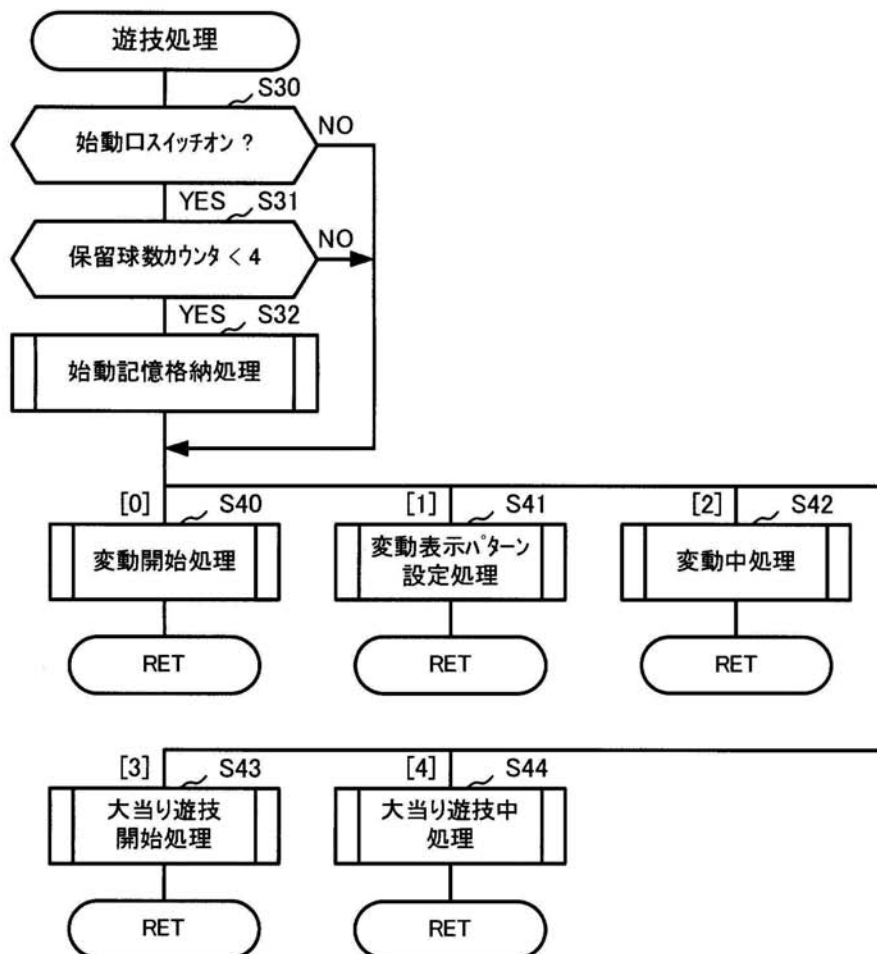 遊技処理
S30
始動口スイッチオン ?
NO
YES S31
保留球数カウンタ < 4
NO
YES S32
始動記憶格納処理
[0] S40
変動開始処理
RET
[1] S41
変動表示パターン
設定処理
RET
[2] S42
変動中処理
RET
[3] S43
大当り遊技
開始処理
RET
[4] S44
大当り遊技中
処理
RET